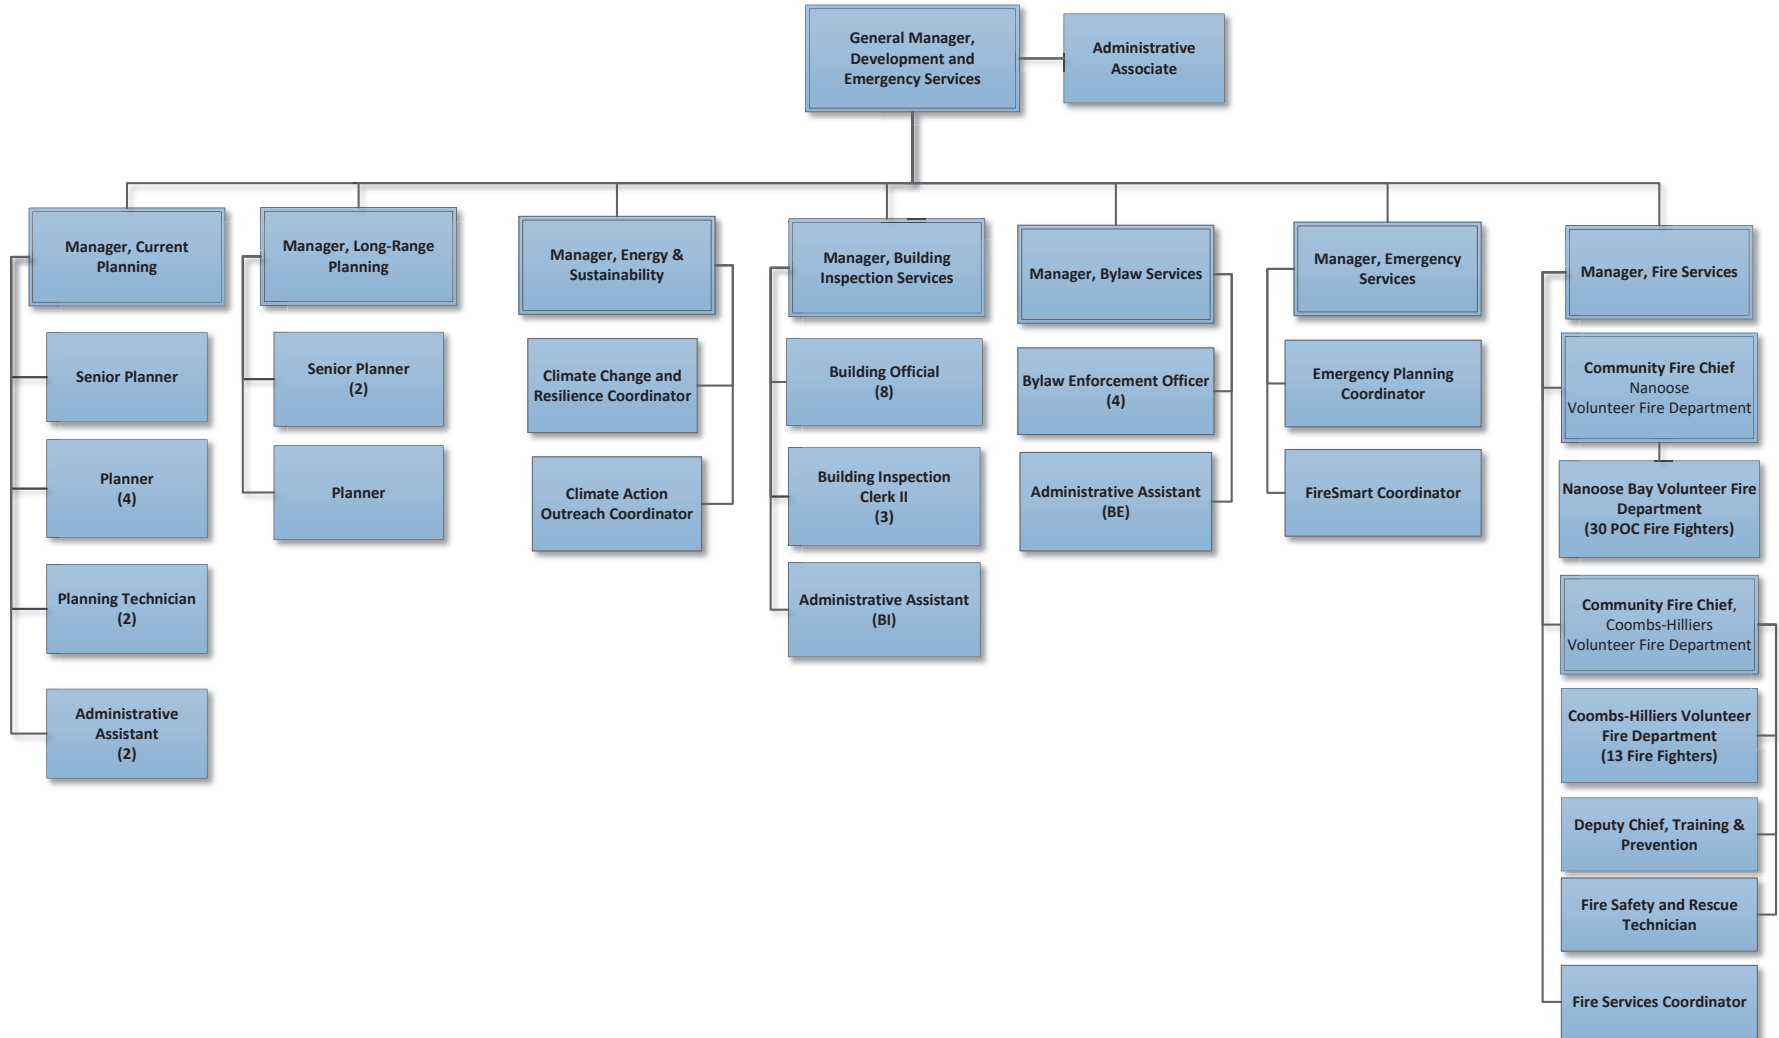 General Manager,
Development and
Emergency Services
Administrative
Associate
Manager, Current
Planning
Senior Planner
Planner
(4)
Planning Technician
(2)
Administrative
Assistant
(2)
Manager, Long-Range
Planning
Senior Planner
(2)
Planner
Manager, Energy &
Sustainability
Climate Change and
Resilience Coordinator
Climate Action
Outreach Coordinator
Manager, Building
Inspection Services
Building Official
(8)
Building Inspection
Clerk II
(3)
Administrative Assistant
(BI)
Manager, Bylaw Services
Bylaw Enforcement Officer
(4)
Administrative Assistant
(BE)
Manager, Emergency
Services
Emergency Planning
Coordinator
FireSmart Coordinator
Manager, Fire Services
Community Fire Chief
Nanoose
Volunteer Fire Department
Nanoose Bay Volunteer Fire
Department
(30 POC Fire Fighters)
Community Fire Chief,
Coombs-Hilliers
Volunteer Fire Department
Coombs-Hilliers Volunteer
Fire Department
(13 Fire Fighters)
Deputy Chief, Training &
Prevention
Fire Safety and Rescue
Technician
Fire Services Coordinator